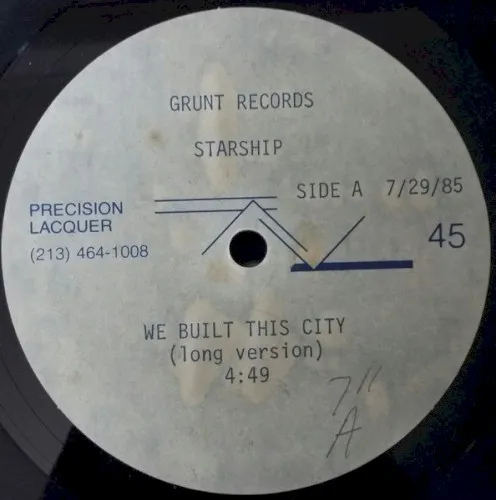 GRUNT RECORDS
STARSHIP
SIDE A 7/29/85
PRECISION
LACQUER
(213) 464-1008
45
WE BUILT THIS CITY
(long version)
4:49
7"
A